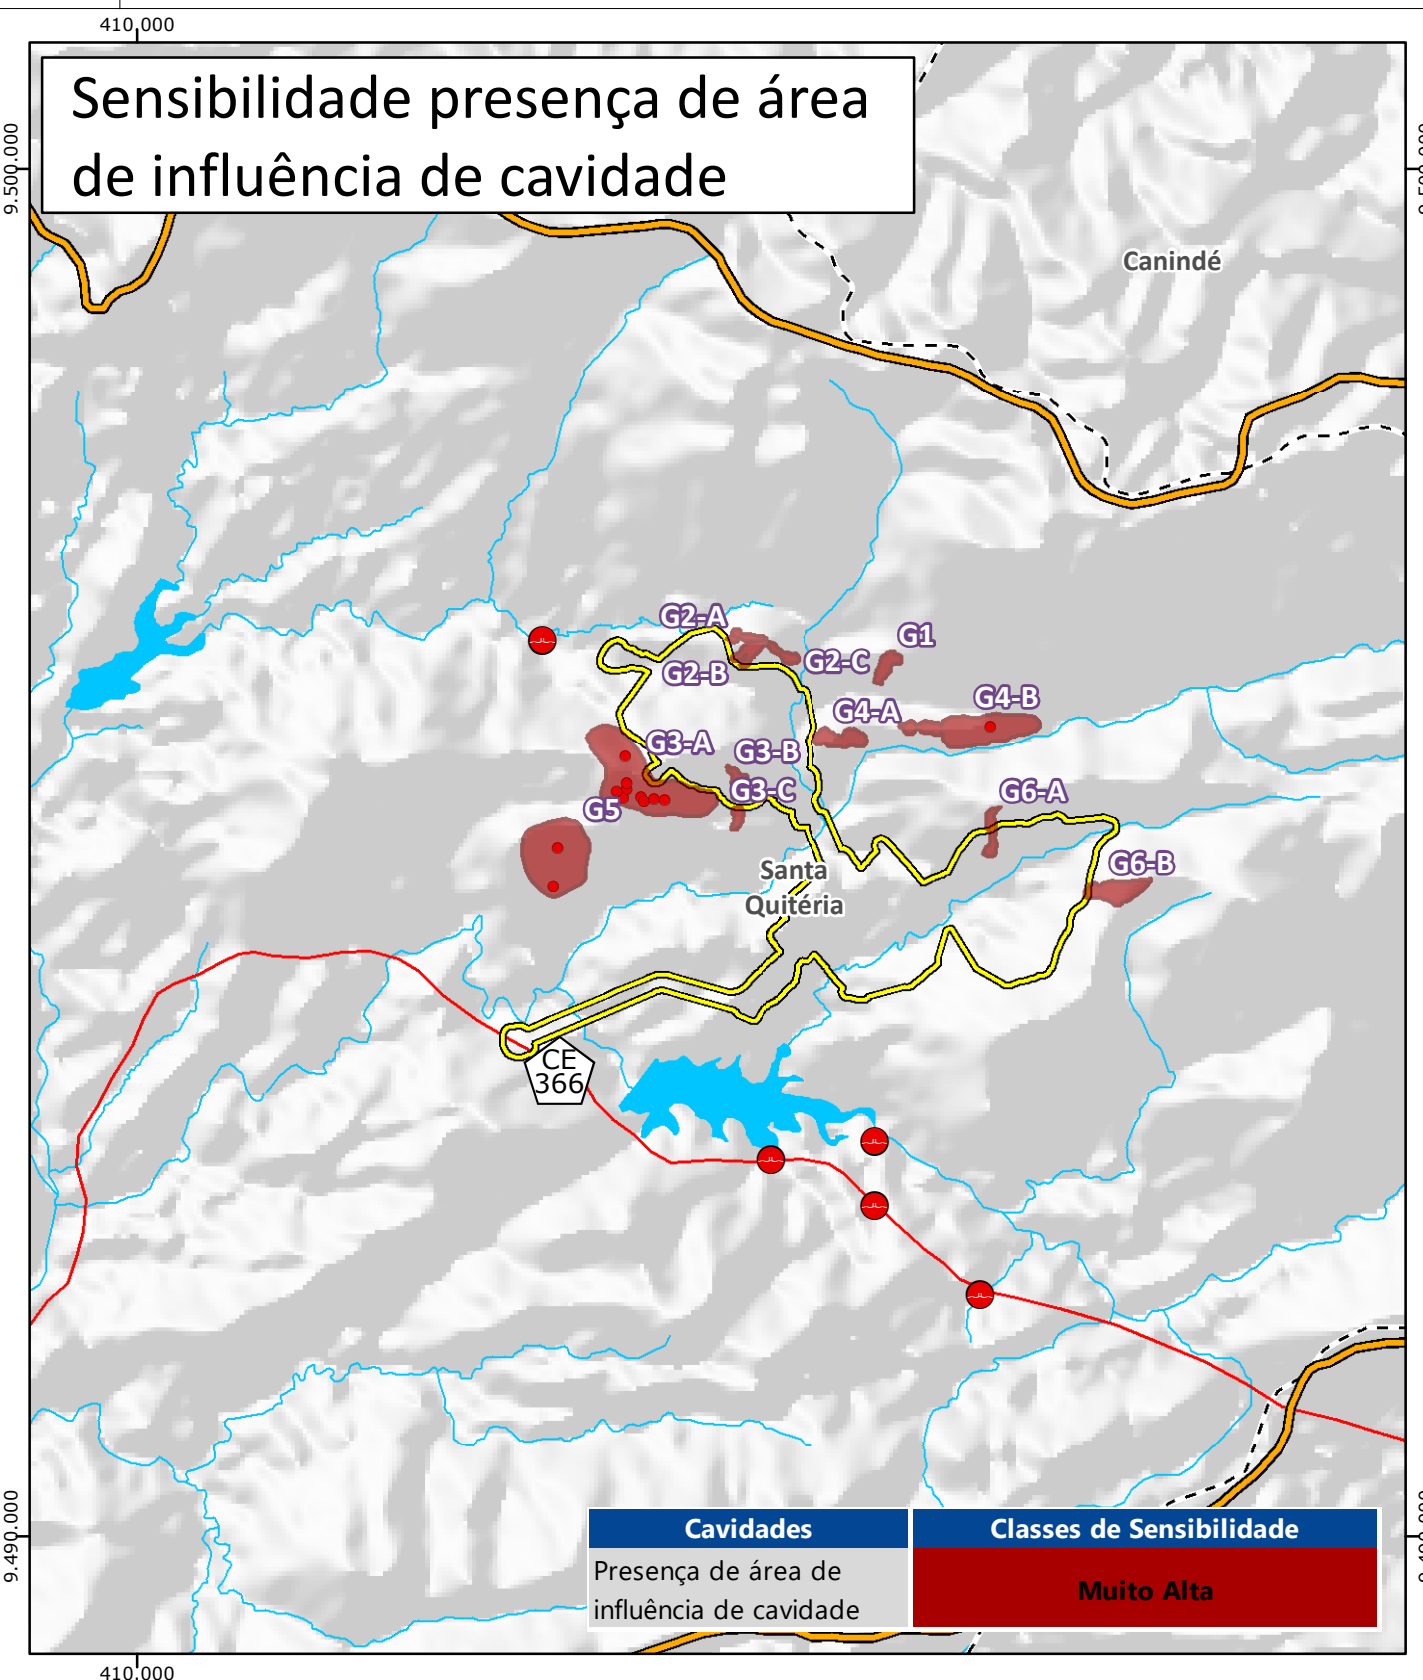 410.000
Sensibilidade presença de área
de influência de cavidade
9.500.000
Canindé
G2-A
G1
G2-C
G2-B
G4-B
G4-A
G3-A
G3-B
G3-C
G6-A
G5
Santa
Quitéria
G6-B
CE
366
9.490.000
Cavidades
Classes de Sensibilidade
Presença de área de
influência de cavidade
Muito Alta
410.000